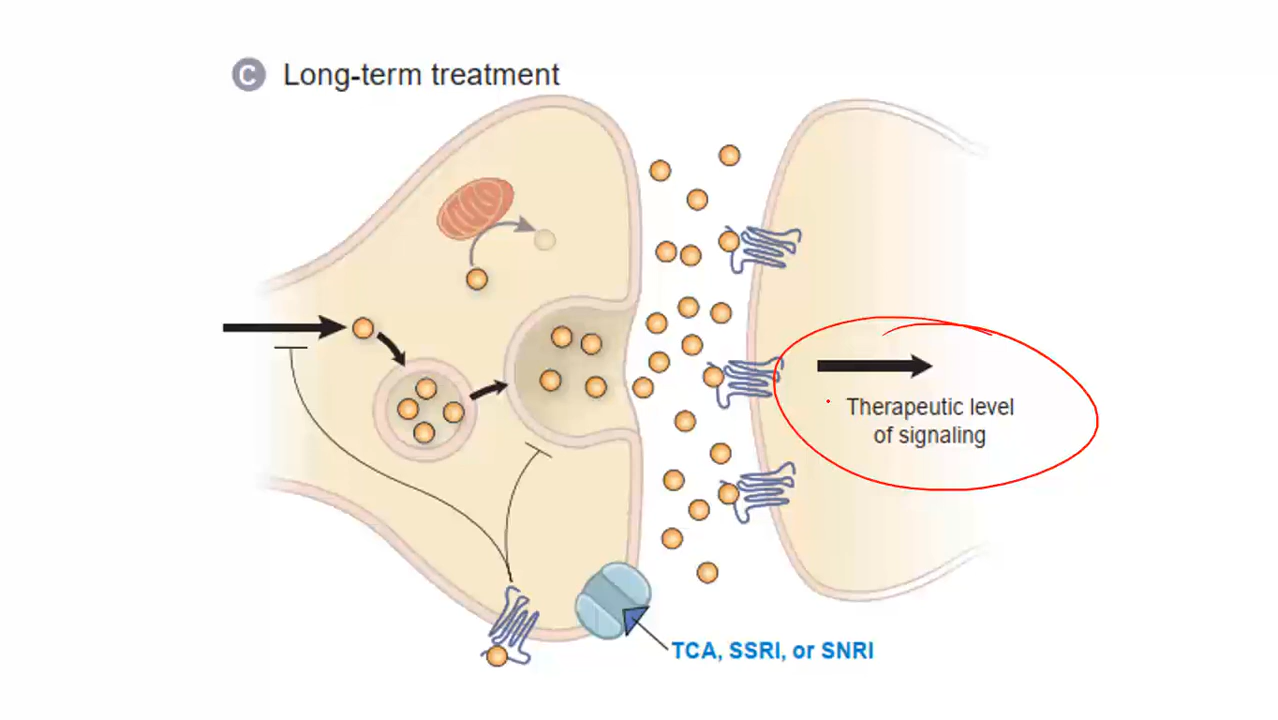 C Long-term treatment
Therapeutic level
of signaling
TCA, SSRI, or SNRI